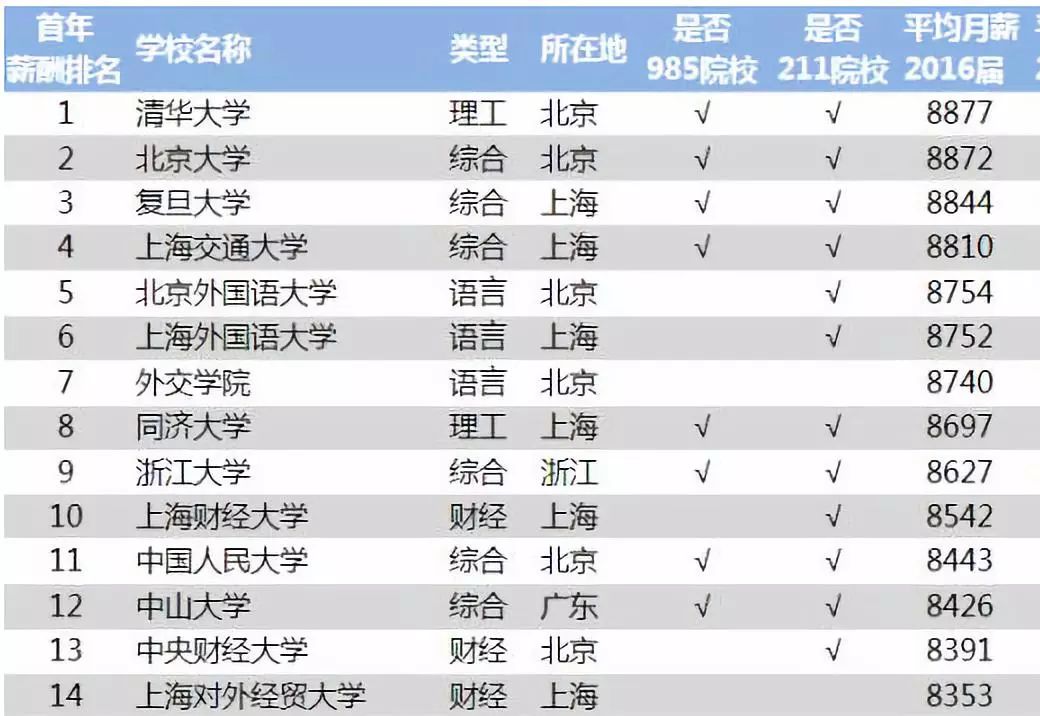 首年 是否 是否 平均月薪
薪酬排名 学校名称 类型 所在地 985院校 211院校 2016届
1 清华大学 理工 北京 √ √ 8877
2 北京大学 综合 北京 √ √ 8872
3 复旦大学 综合 上海 √ √ 8844
4 上海交通大学 综合 上海 √ √ 8810
5 北京外国语大学 语言 北京 √ 8754
6 上海外国语大学 语言 上海 √ 8752
7 外交学院 语言 北京 8740
8 同济大学 理工 上海 √ √ 8697
9 浙江大学 综合 浙江 √ √ 8627
10 上海财经大学 财经 上海 √ 8542
11 中国人民大学 综合 北京 √ √ 8443
12 中山大学 综合 广东 √ √ 8426
13 中央财经大学 财经 北京 √ 8391
14 上海对外经贸大学 财经 上海 8353